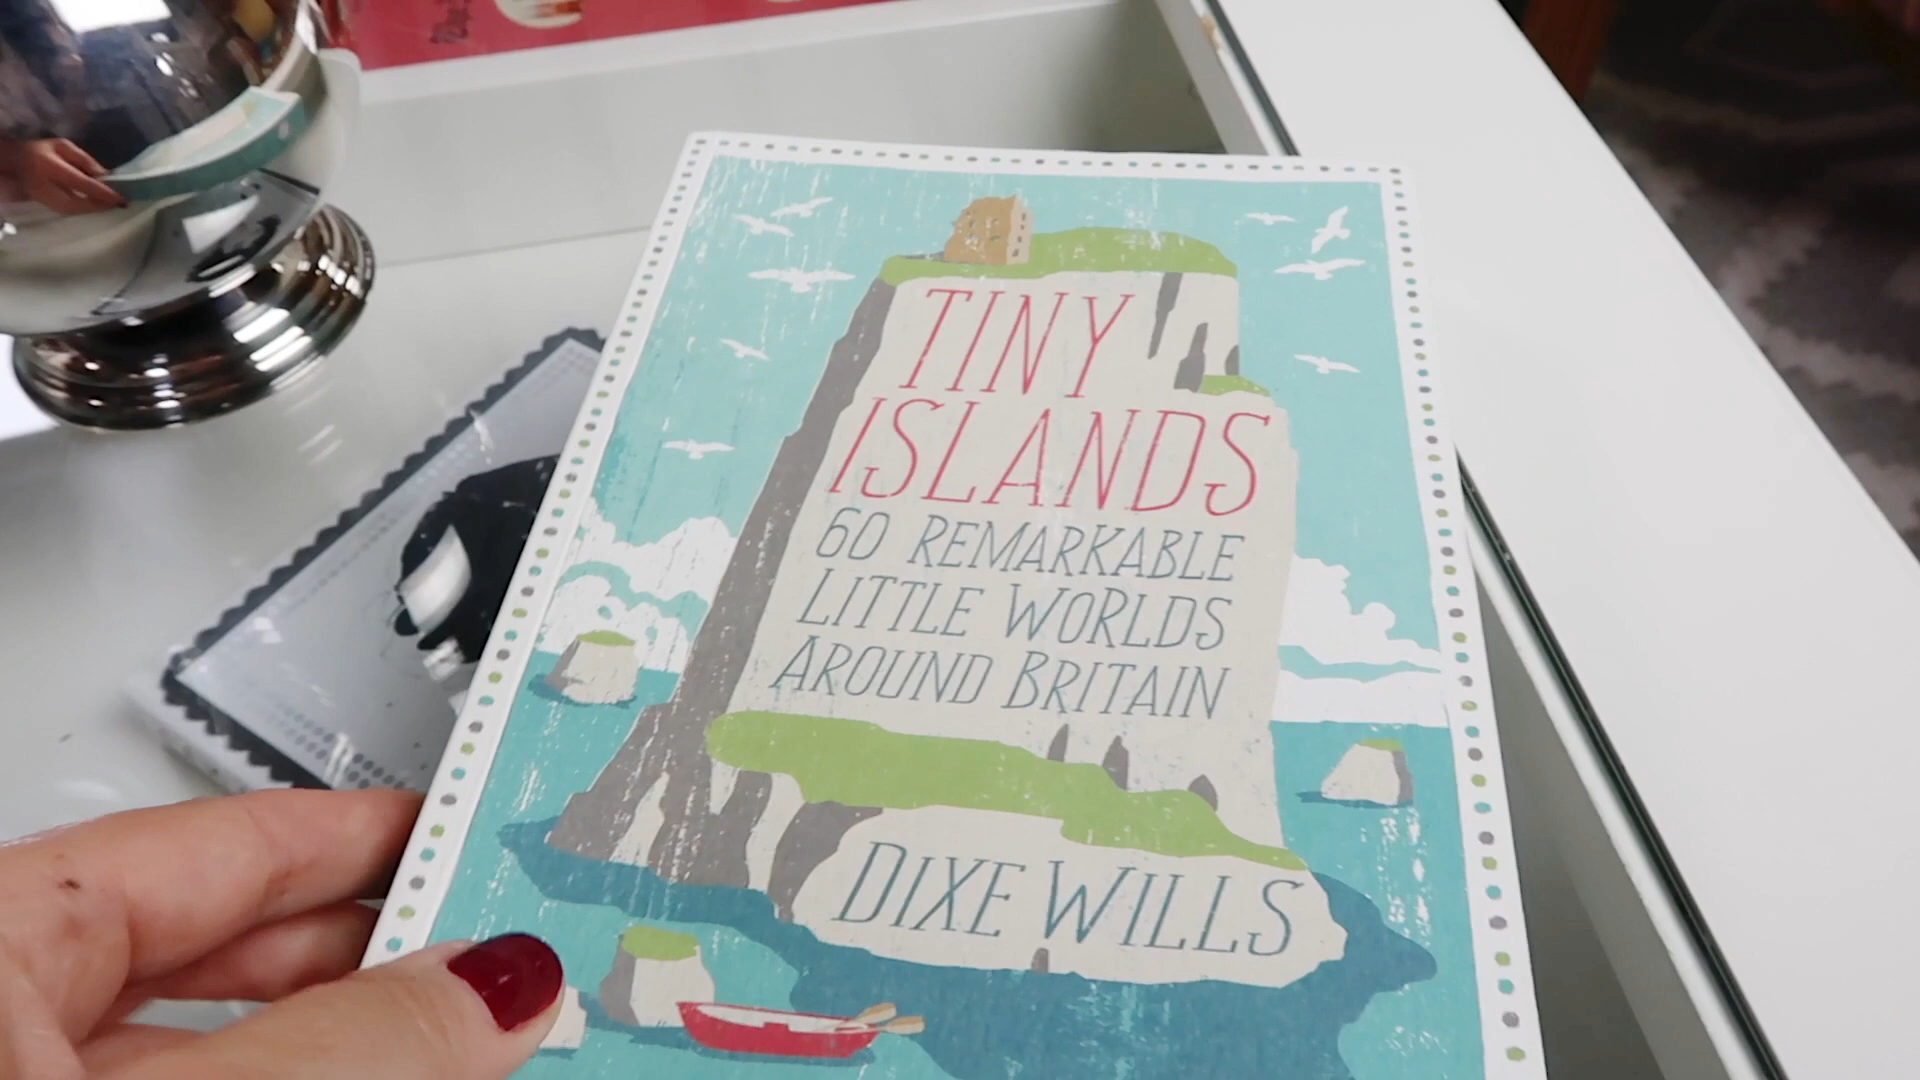 TINY
ISLANDS
60 REMARKABLE
LITTLE WORLDS
AROUND BRITAIN
DIXE WILLS